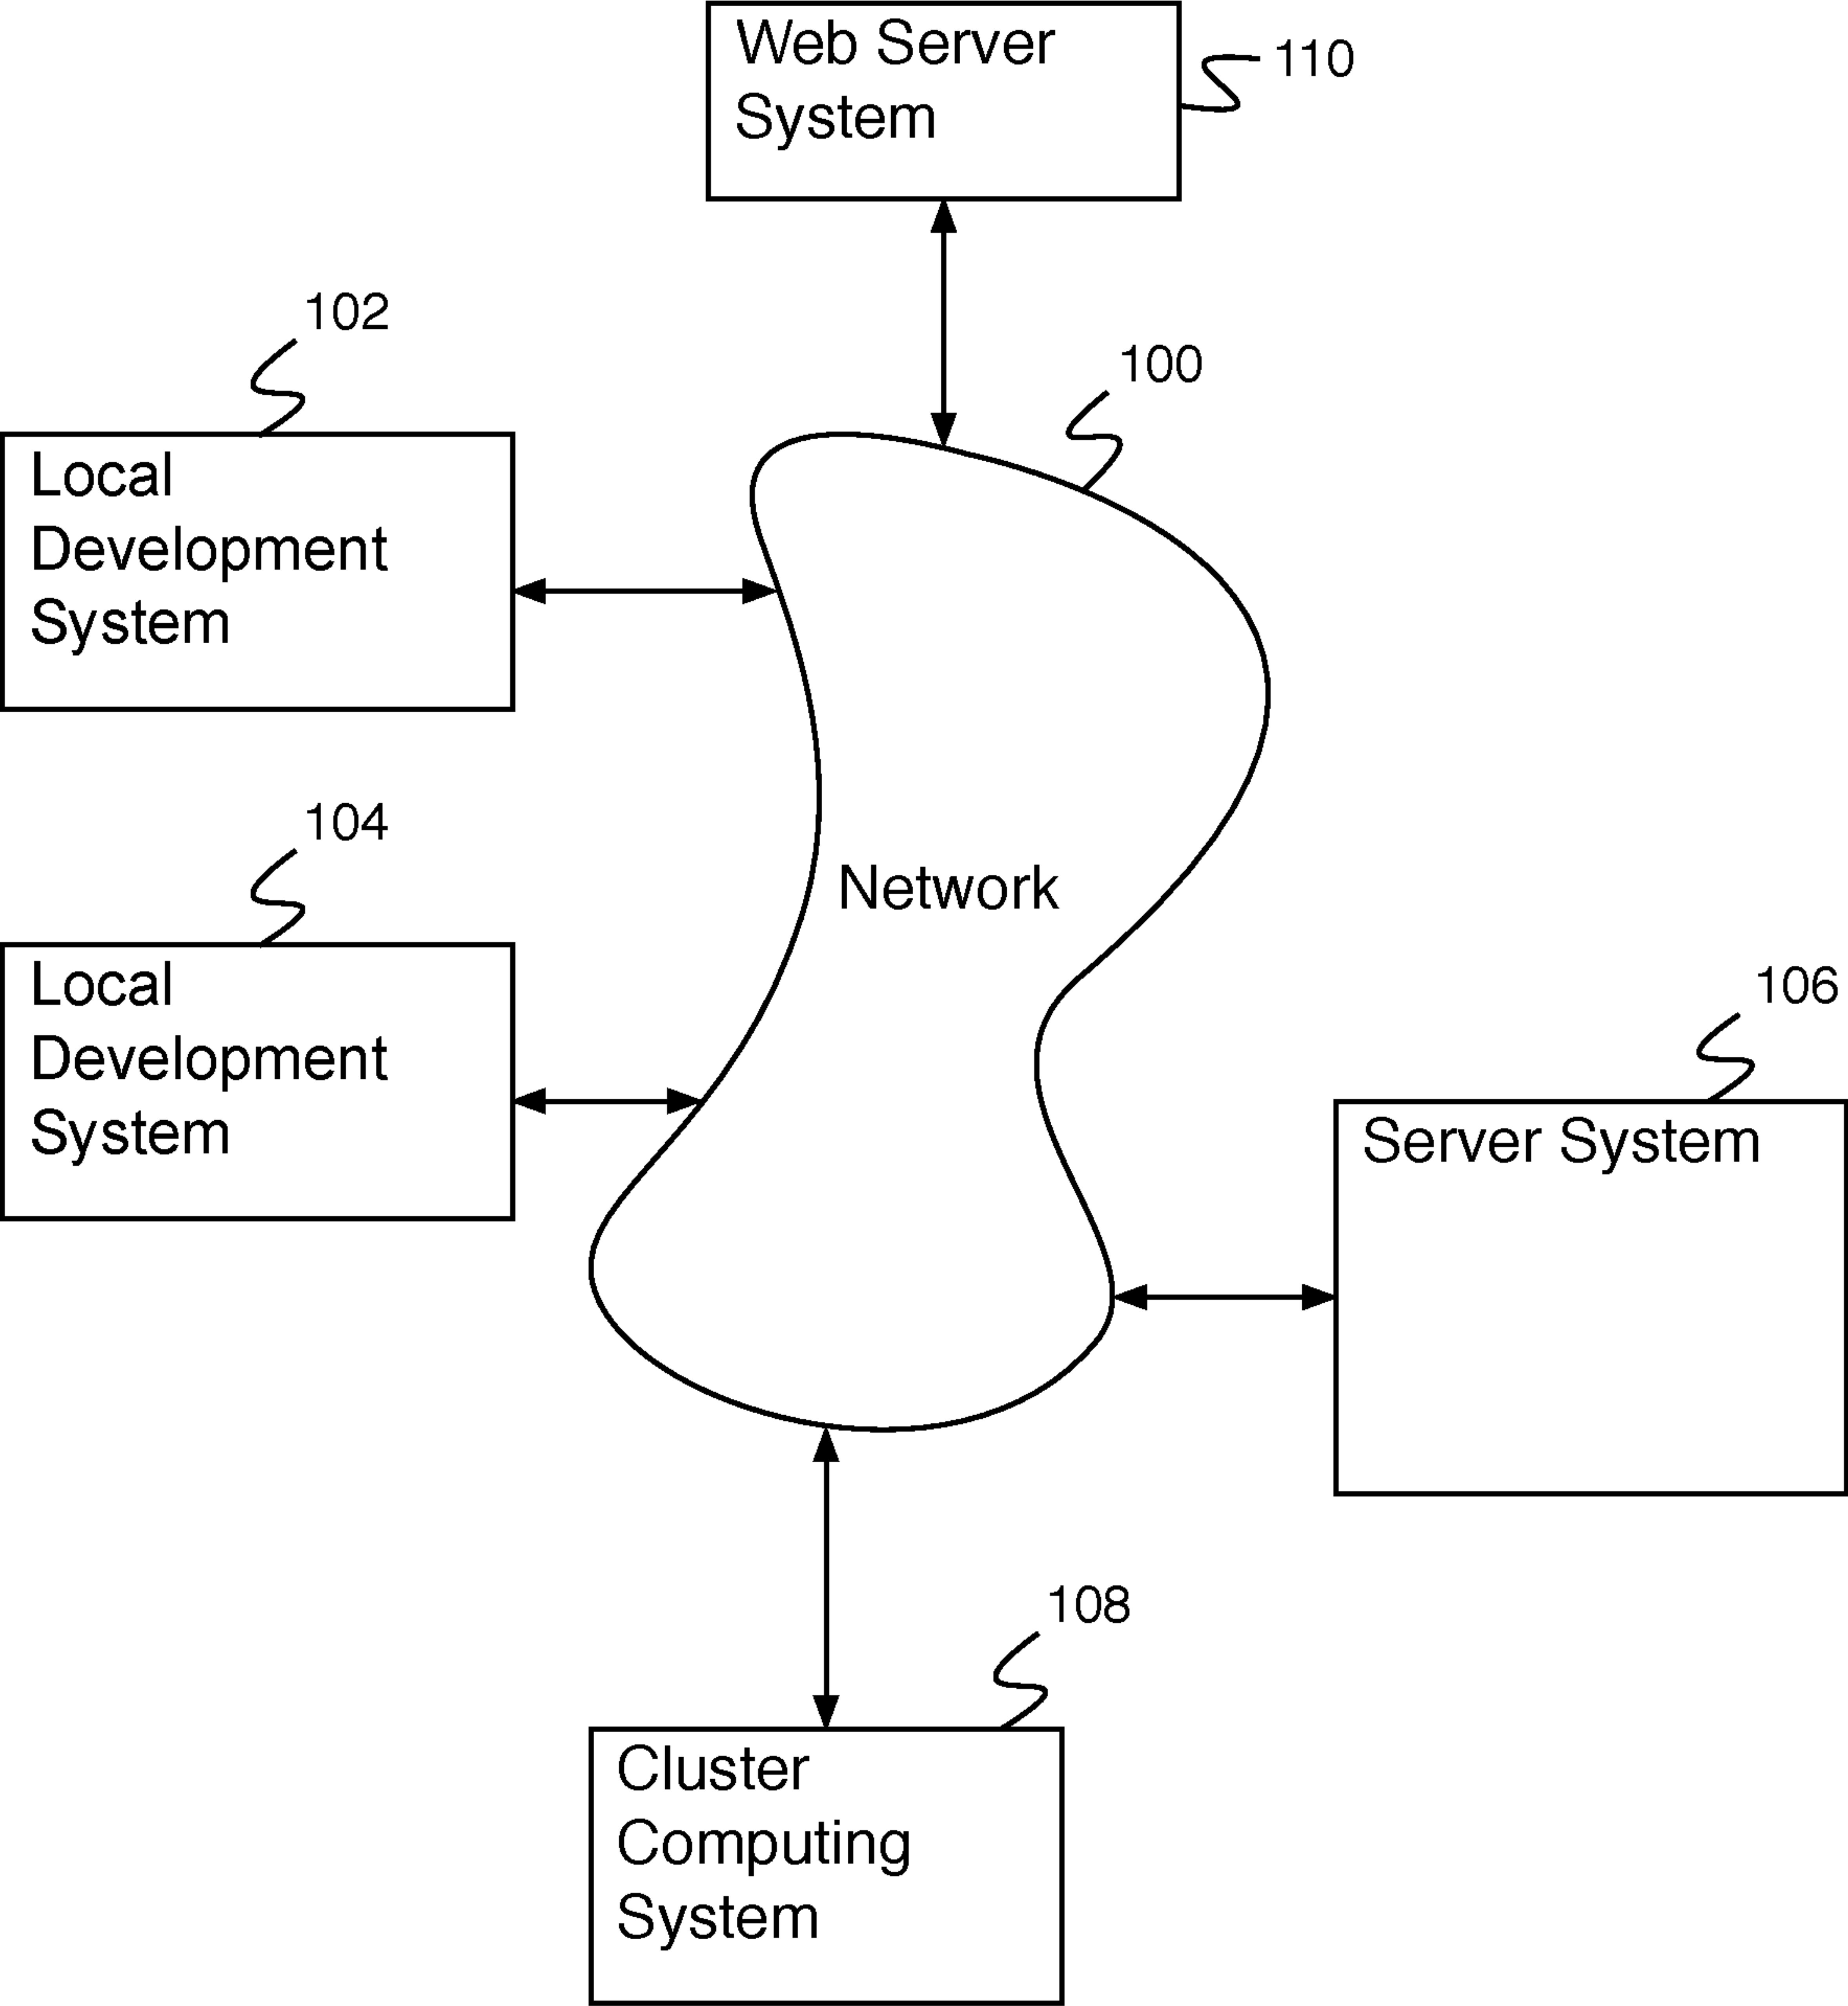 Web Server
System
110
102
100
Local
Development
System
104
Network
Local
Development
System
106
Server System
108
Cluster
Computing
System